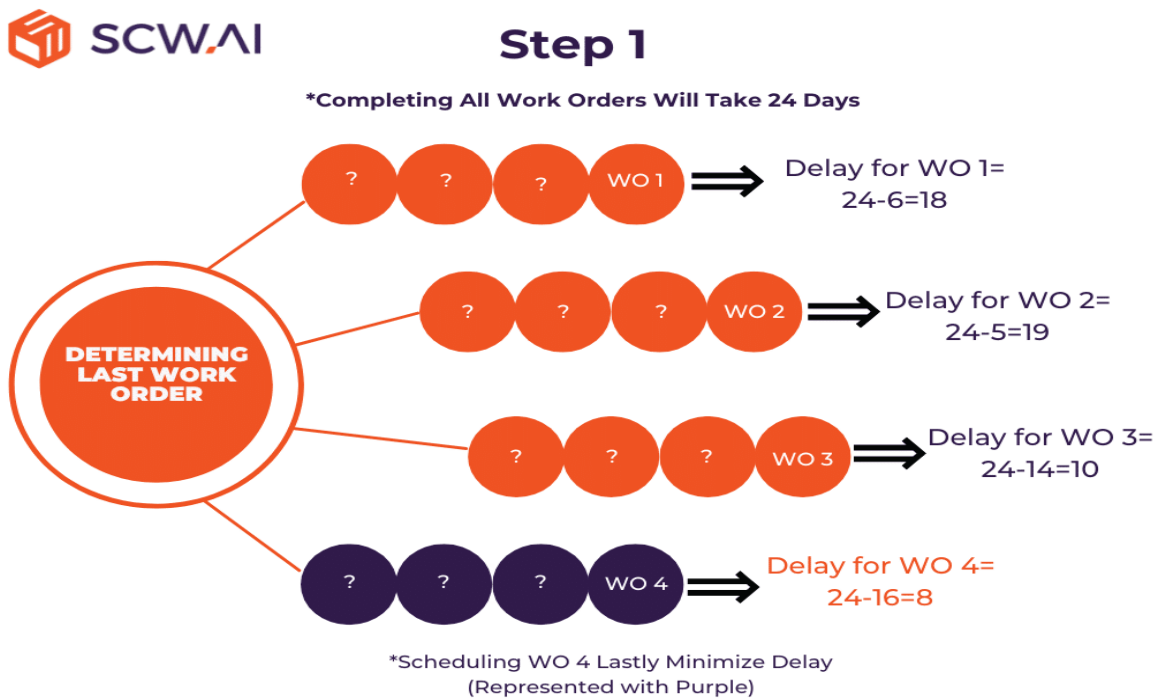 SCW.AI
Step 1
*Completing All Work Orders Will Take 24 Days
? ? ? WO 1
Delay for WO 1=
24-6=18
? ? ? WO 2
Delay for WO 2=
24-5=19
DETERMINING
LAST WORK
ORDER
? ? ? WO 3
Delay for WO 3=
24-14=10
? ? ? WO 4
Delay for WO 4=
24-16=8
*Scheduling WO 4 Lastly Minimize Delay
(Represented with Purple)